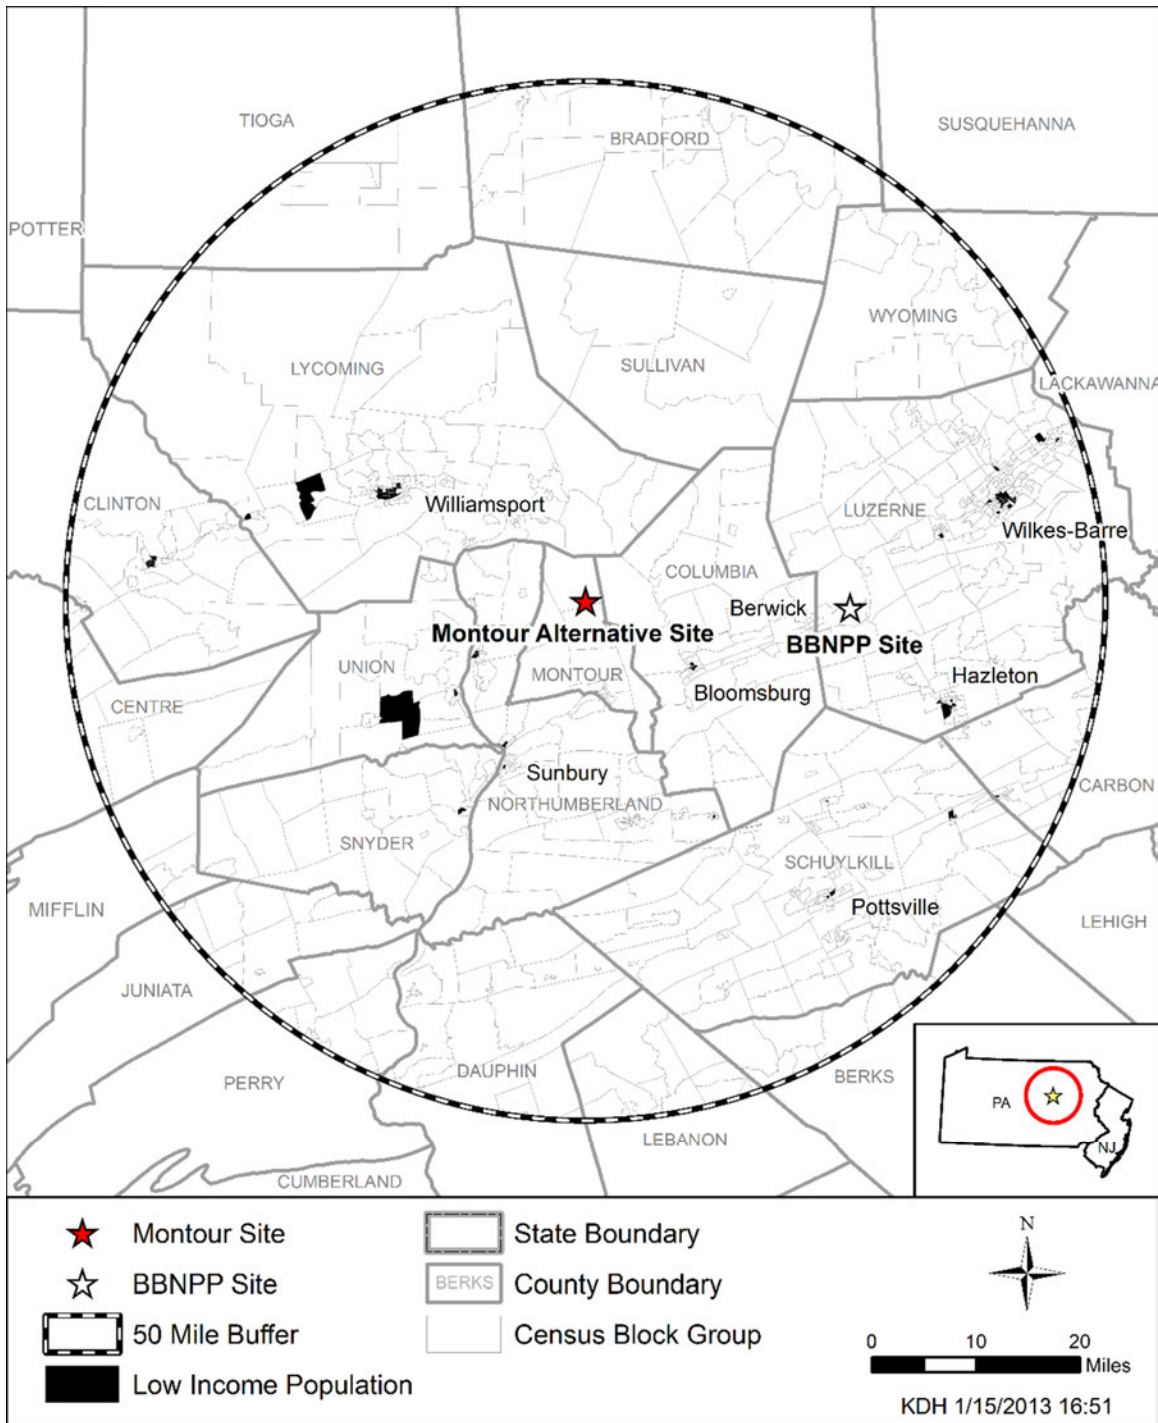 TIOGA
BRADFORD
SUSQUEHANNA
POTTER
WYOMING
LYCOMING
SULLIVAN
LACKAWANNA
CLINTON
Williamsport
LUZERNE
Wilkes-Barre
COLUMBIA
Berwick
Montour Alternative Site
BBNPP Site
UNION
MONTOUR
Hazleton
CENTRE
Bloomsburg
Sunbury
NORTHUMBERLAND
CARBON
SNYDER
SCHUYLKILL
MIFFLIN
Pottsville
LEHIGH
JUNIATA
DAUPHIN
PERRY
BERKS
PA
NJ
LEBANON
CUMBERLAND
Montour Site
State Boundary
N
BBNPP Site
BERKS
County Boundary
50 Mile Buffer
Census Block Group
0 10 20
Miles
Low Income Population
KDH 1/15/2013 16:51